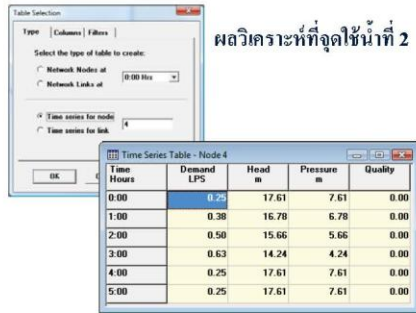 Table Selection
Type Columns Filters
Select the type of table to create:
Network Nodes at
Network Links at
0:00 Hrs
Time series for node
Time series for link
4
OK
ผลวิเคราะห์ที่จุดใช้น้ำที่ 2
Time Series Table - Node 4
Time Hours Demand LPS Head m Pressure m Quality
0:00 0.25 17.61 7.61 0.00
1:00 0.38 16.78 6.78 0.00
2:00 0.50 15.66 5.66 0.00
3:00 0.63 14.24 4.24 0.00
4:00 0.25 17.61 7.61 0.00
5:00 0.25 17.61 7.61 0.00